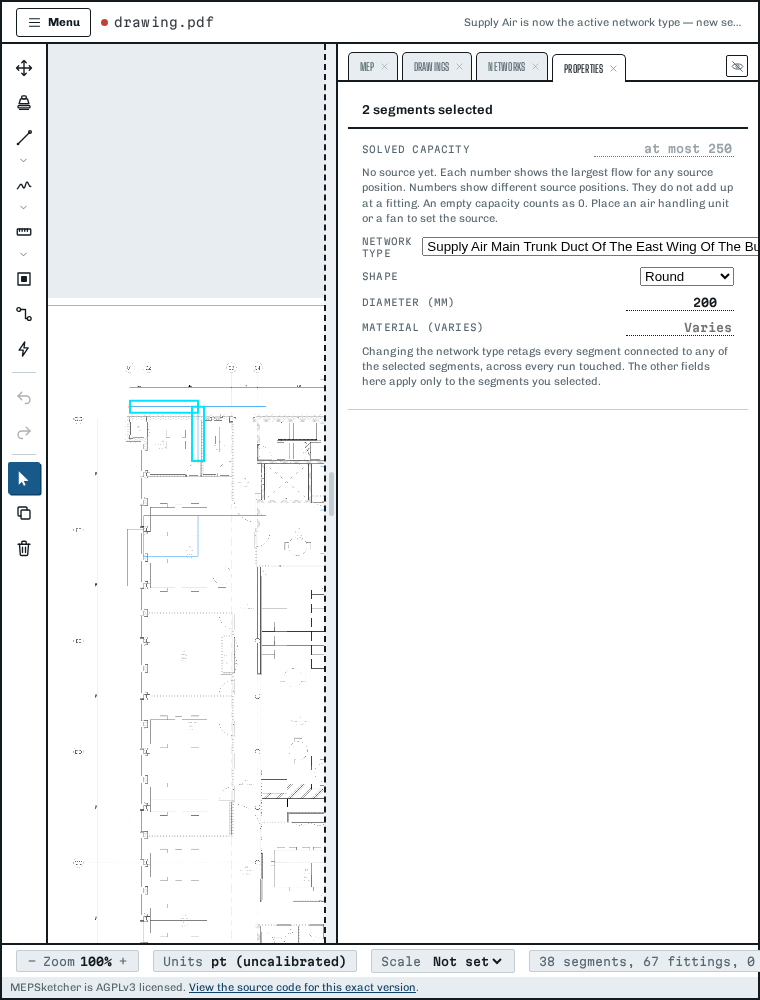 Menu
drawing.pdf
Supply Air is now the active network type — new se…
MEP
DRAWINGS
NETWORKS
PROPERTIES
2 segments selected
SOLVED CAPACITY
at most 250
No source yet. Each number shows the largest flow for any source
position. Numbers show different source positions. They do not add up
at a fitting. An empty capacity counts as 0. Place an air handling unit
or a fan to set the source.
NETWORK
TYPE
Supply Air Main Trunk Duct Of The East Wing Of The Bu
SHAPE
Round
DIAMETER (MM)
200
MATERIAL (VARIES)
Varies
Changing the network type retags every segment connected to any of
the selected segments, across every run touched. The other fields
here apply only to the segments you selected.
− Zoom 100% +
Units pt (uncalibrated)
Scale Not set
38 segments, 67 fittings, 0
MEPSketcher is AGPLv3 licensed. View the source code for this exact version.